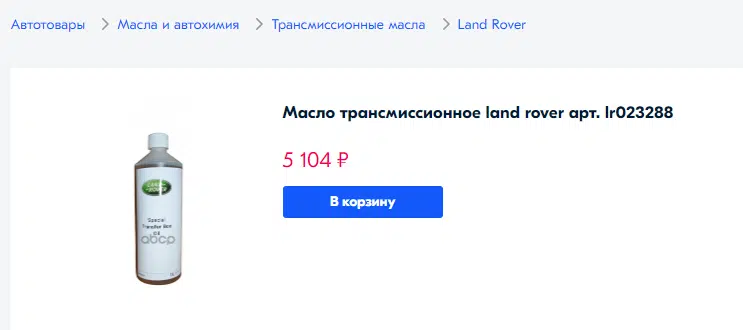 Автотовары > Масла и автохимия > Трансмиссионные масла > Land Rover
Масло трансмиссионное land rover арт. lr023288
5 104 ₽
В корзину
LAND ROVER
Special
Transfer Box
Oil
abcp